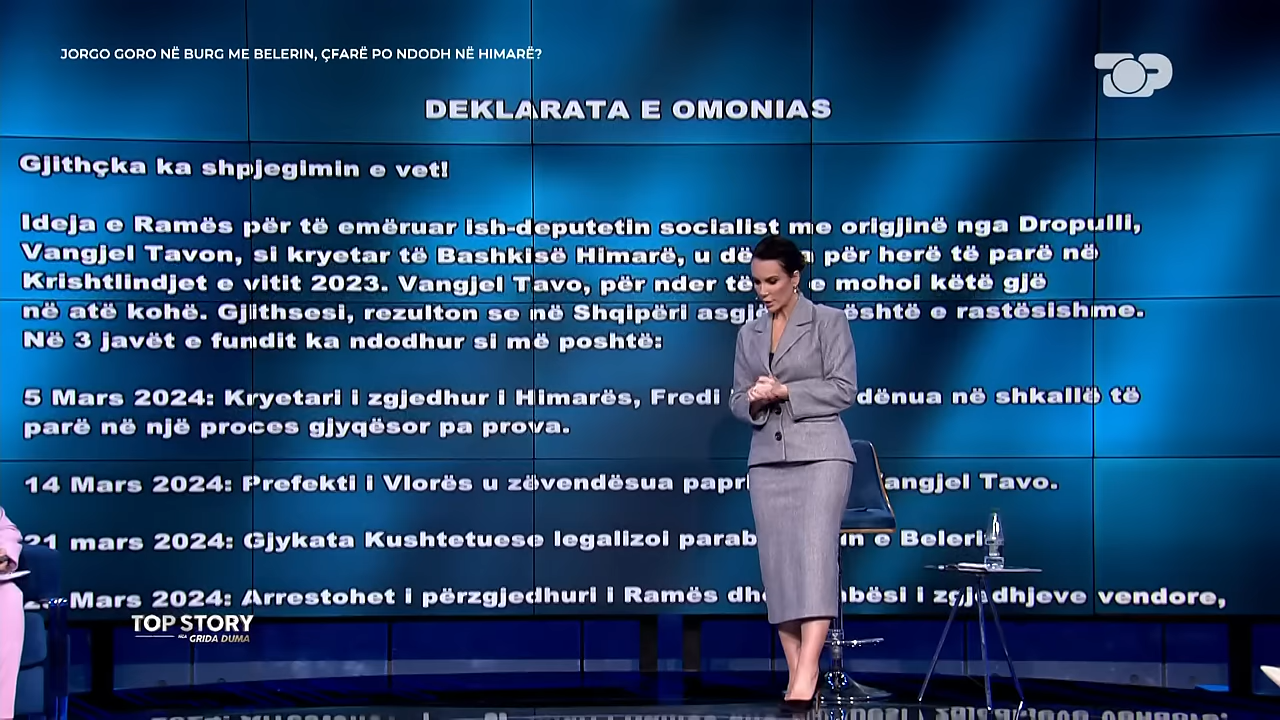 JORGO GORO NË BURG ME BELERIN, ÇFARË PO NDODH NË HIMARË?
TOP
DEKLARATA E OMONIAS
Gjithçka ka shpjegimin e vet!
Ideja e Ramës për të emëruar ish-deputetin socialist me origjinë nga Dropulli,
Vangjel Tavon, si kryetar të Bashkisë Himarë, u për herë të parë në
Krishtlindjet e vitit 2023. Vangjel Tavo, për nder të e mohoi këtë gjë
në atë kohë. Gjithsesi, rezulton se në Shqipëri është e rastësishme.
Në 3 javët e fundit ka ndodhur si më poshtë:
5 Mars 2024: Kryetari i zgjedhur i Himarës, Fredi dënua në shkallë të
parë në një proces gjyqësor pa prova.
14 Mars 2024: Prefekti i Vlorës u zëvendësua Vangjel Tavo.
21 mars 2024: Gjykata Kushtetuese legalizoi e
Mars 2024: Arrestohet i përzgjedhuri i Ramës i zgjedhjeve vendore,
TOP STORY
NGA GRIDA DUMA